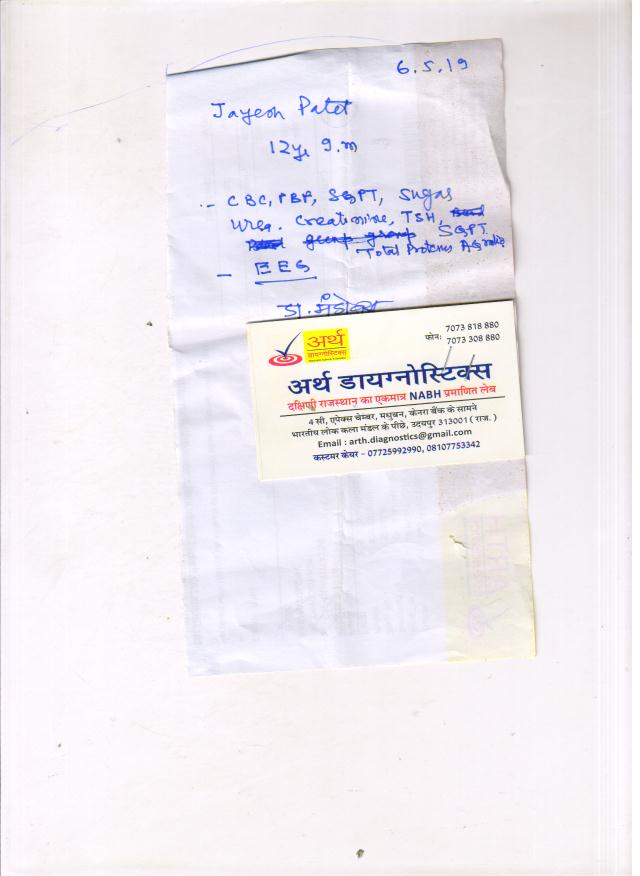 6.5.19
Jayesh Patel
12y 9.m
- CBC, PBF, SGPT, Sugar
Urea. Creatinine, TSH,
SGPT.
Total Proteins AG ratio
- EEG
डा.
अर्थ
डायग्नोस्टिक्स
फोन: 7073 818 880
7073 308 880
अर्थ डायग्नोस्टिक्स
दक्षिणी राजस्थान का एकमात्र NABH प्रमाणित लेब
4 सी, एपेक्स चेम्बर, मधुबन, केनरा बैंक के सामने
भारतीय लोक कला मंडल के पीछे, उदयपुर 313001 ( राज. )
Email : arth.diagnostics@gmail.com
कस्टमर केयर - 07725992990, 08107753342